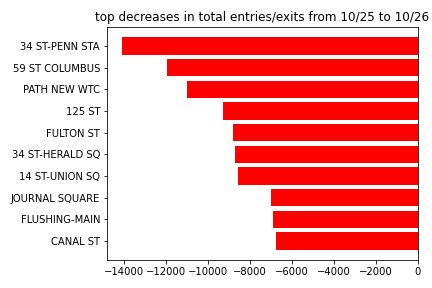 top decreases in total entries/exits from 10/25 to 10/26
34 ST-PENN STA
59 ST COLUMBUS
PATH NEW WTC
125 ST
FULTON ST
34 ST-HERALD SQ
14 ST-UNION SQ
JOURNAL SQUARE
FLUSHING-MAIN
CANAL ST
−14000 −12000 −10000 −8000 −6000 −4000 −2000 0